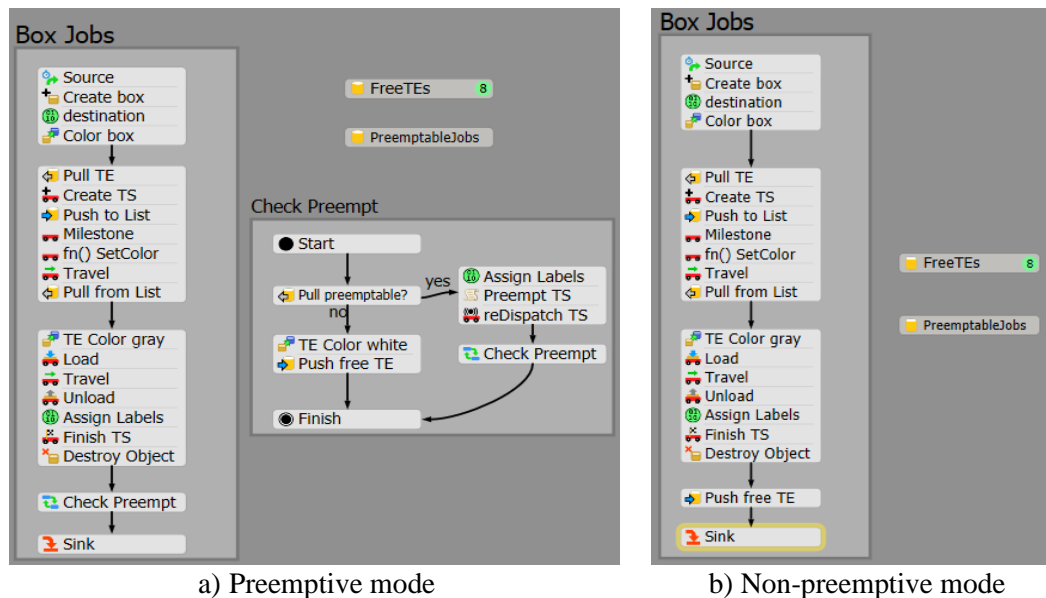 Box Jobs
Source
Create box
destination
Color box
Pull TE
Create TS
Push to List
Milestone
fn() SetColor
Travel
Pull from List
TE Color gray
Load
Travel
Unload
Assign Labels
Finish TS
Destroy Object
Check Preempt
Sink
FreeTEs 8
PreemptableJobs
Check Preempt
Start
Pull preemptable?
yes
no
Assign Labels
Preempt TS
reDispatch TS
TE Color white
Push free TE
Check Preempt
Finish
a) Preemptive mode
Box Jobs
Source
Create box
destination
Color box
Pull TE
Create TS
Push to List
Milestone
fn() SetColor
Travel
Pull from List
TE Color gray
Load
Travel
Unload
Assign Labels
Finish TS
Destroy Object
Push free TE
Sink
FreeTEs 8
PreemptableJobs
b) Non-preemptive mode